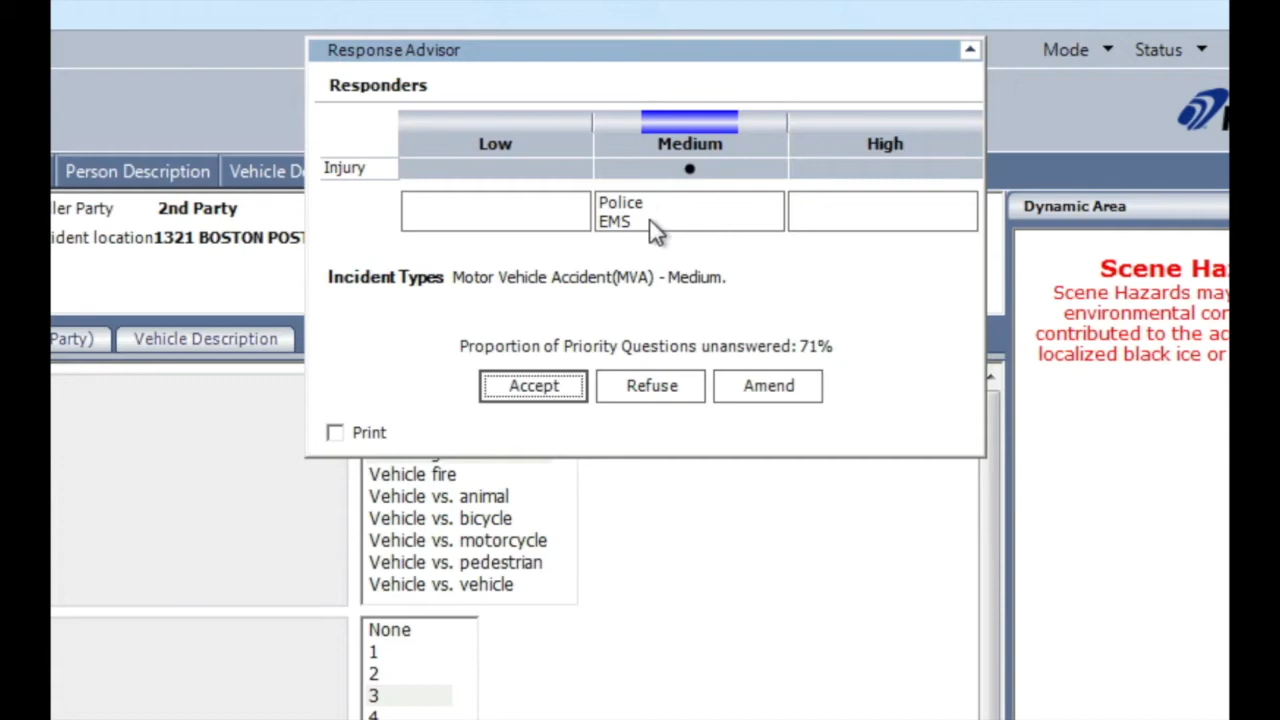 Response Advisor
Mode
Status
Responders
Low
Medium
High
Injury
Police
EMS
Person Description
Vehicle D
ler Party 2nd Party
ident location 1321 BOSTON POS
Dynamic Area
Incident Types Motor Vehicle Accident(MVA) - Medium.
Scene Ha
Scene Hazards may
environmental con
contributed to the ac
localized black ice or
Party)
Vehicle Description
Proportion of Priority Questions unanswered: 71%
Accept
Refuse
Amend
Print
Vehicle fire
Vehicle vs. animal
Vehicle vs. bicycle
Vehicle vs. motorcycle
Vehicle vs. pedestrian
Vehicle vs. vehicle
None
1
2
3
4